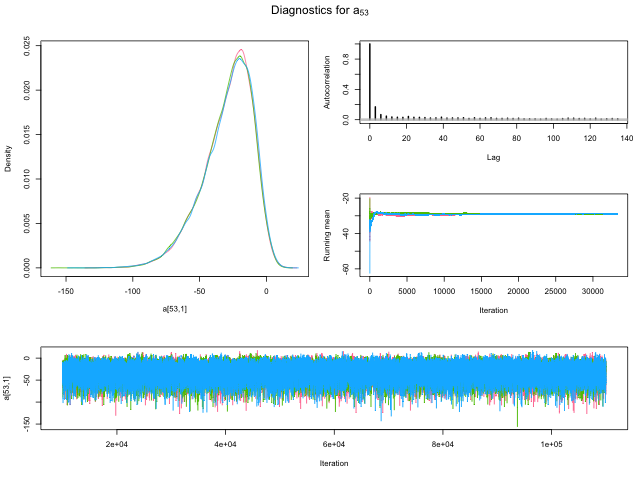 Diagnostics for a53
Density
0.000 0.005 0.010 0.015 0.020 0.025
-150 -100 -50 0
a[53,1]
Autocorrelation
0.0 0.4 0.8
0 20 40 60 80 100 120 140
Lag
Running mean
-60 -40 -20
0 5000 10000 15000 20000 25000 30000
Iteration
a[53,1]
-150 -50 0
2e+04 4e+04 6e+04 8e+04 1e+05
Iteration